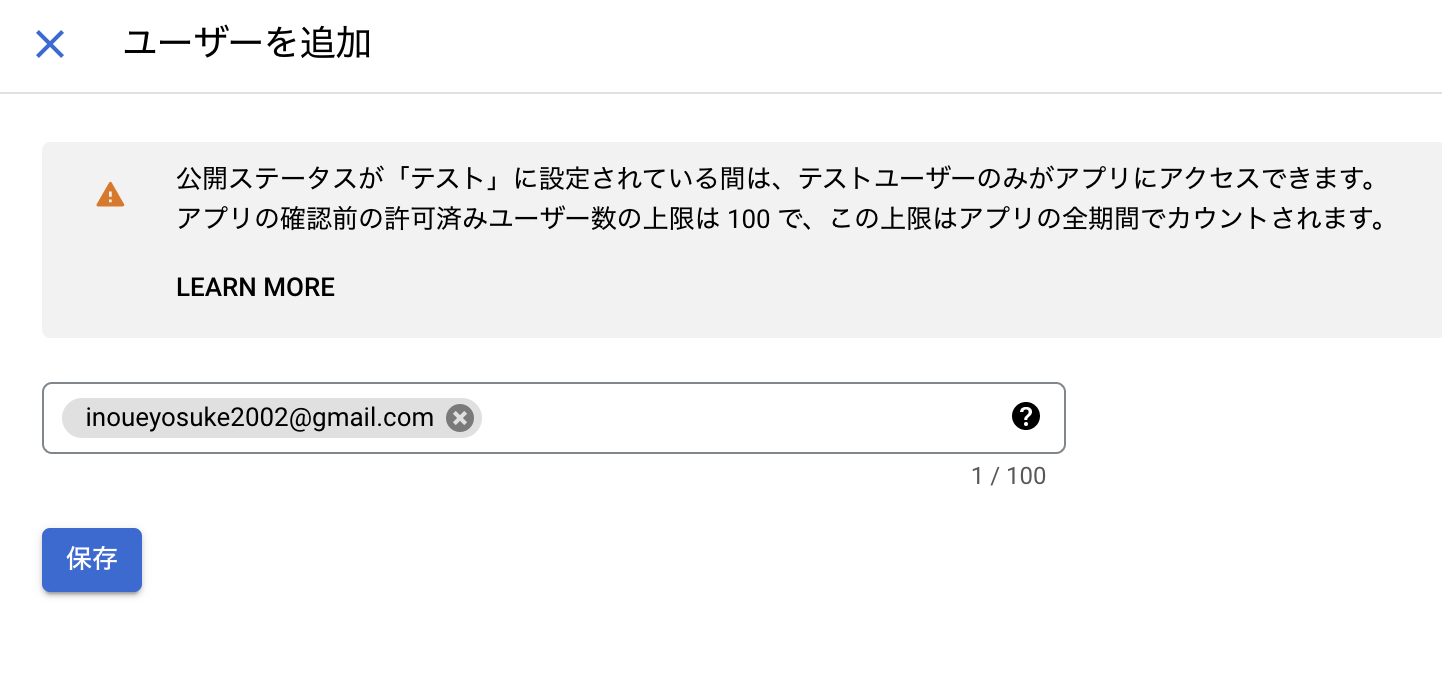 ユーザーを追加
公開ステータスが「テスト」に設定されている間は、テストユーザーのみがアプリにアクセスできます。
アプリの確認前の許可済みユーザー数の上限は 100 で、この上限はアプリの全期間でカウントされます。
LEARN MORE
inoueyosuke2002@gmail.com
1 / 100
保存